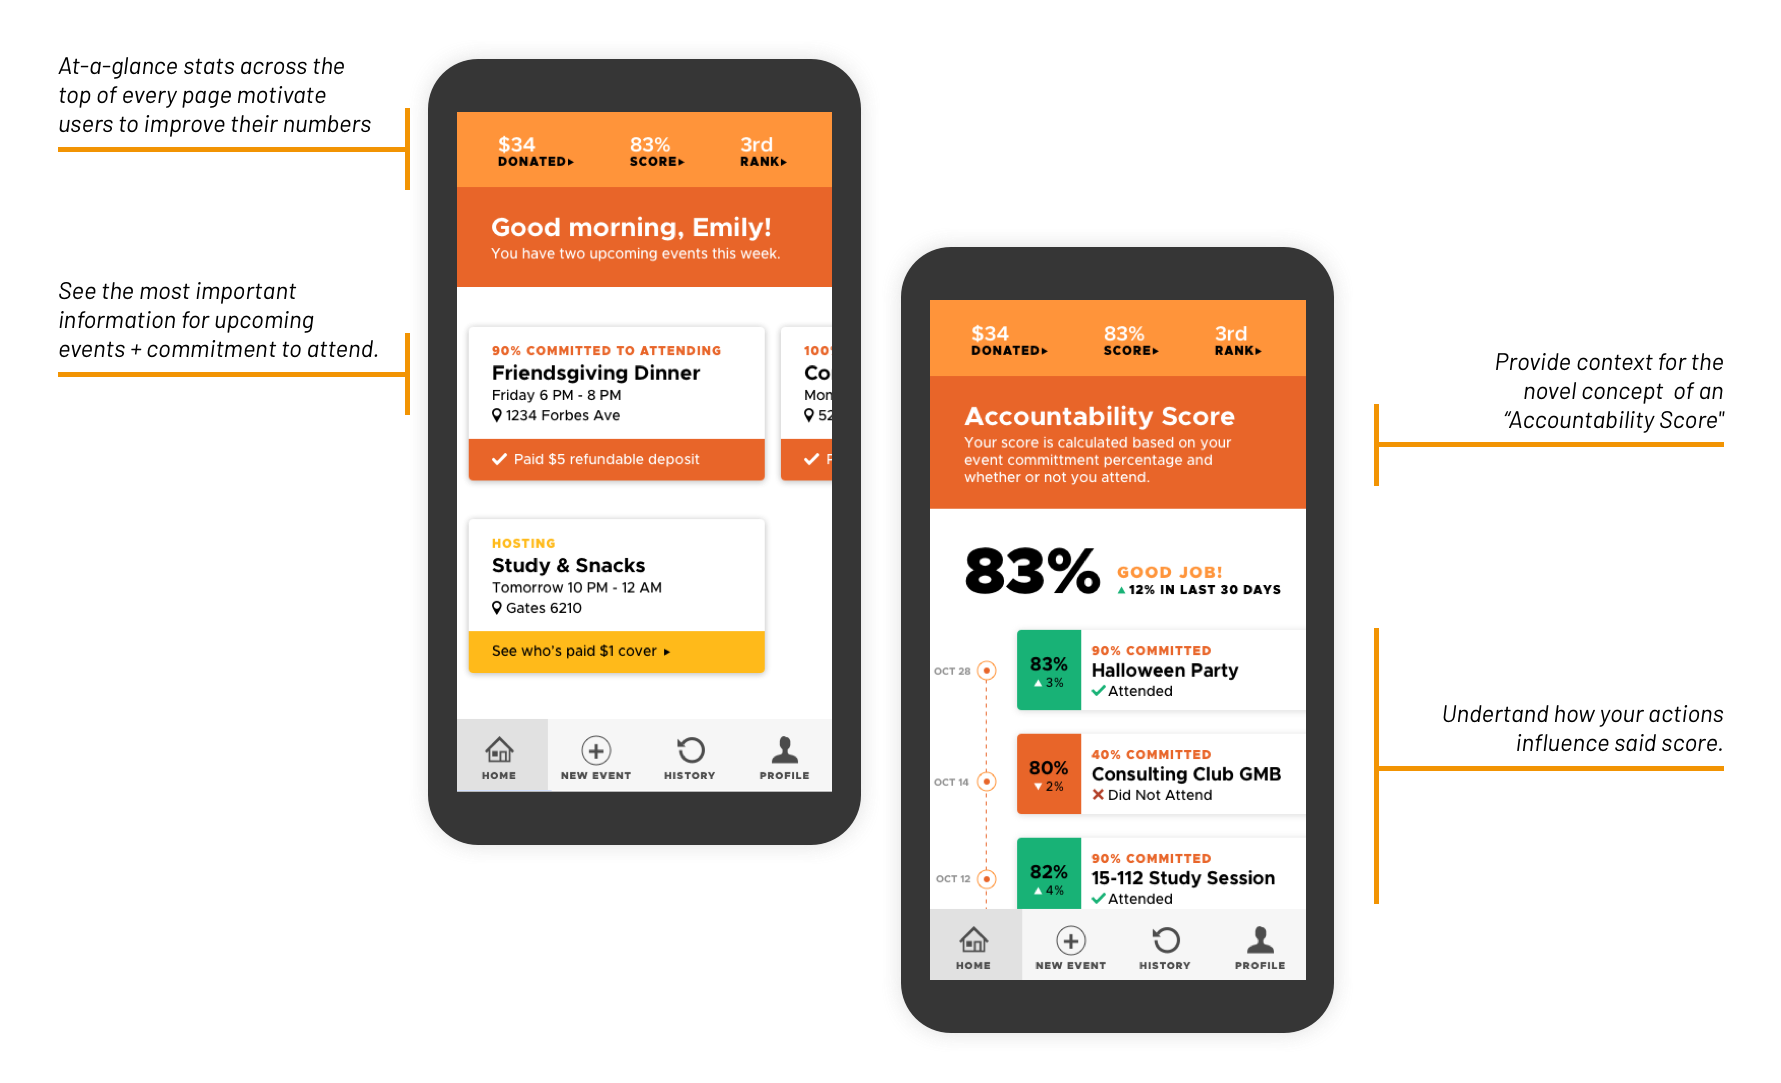 At-a-glance stats across the
top of every page motivate
users to improve their numbers
See the most important
information for upcoming
events + commitment to attend.
$34 83% 3rd
DONATED▸ SCORE▸ RANK▸
Good morning, Emily!
You have two upcoming events this week.
90% COMMITTED TO ATTENDING
Friendsgiving Dinner
Friday 6 PM - 8 PM
1234 Forbes Ave
Paid $5 refundable deposit
100
Co
Mon
52
HOSTING
Study & Snacks
Tomorrow 10 PM - 12 AM
Gates 6210
See who's paid $1 cover ▸
HOME NEW EVENT HISTORY PROFILE
$34 83% 3rd
DONATED▸ SCORE▸ RANK▸
Accountability Score
Your score is calculated based on your
event committment percentage and
whether or not you attend.
83%
GOOD JOB!
▲12% IN LAST 30 DAYS
OCT 28
83%
▲ 3%
90% COMMITTED
Halloween Party
Attended
OCT 14
80%
▼ 2%
40% COMMITTED
Consulting Club GMB
Did Not Attend
OCT 12
82%
▲ 4%
90% COMMITTED
15-112 Study Session
Attended
HOME NEW EVENT HISTORY PROFILE
Provide context for the
novel concept  of an
“Accountability Score"
Undertand how your actions
influence said score.